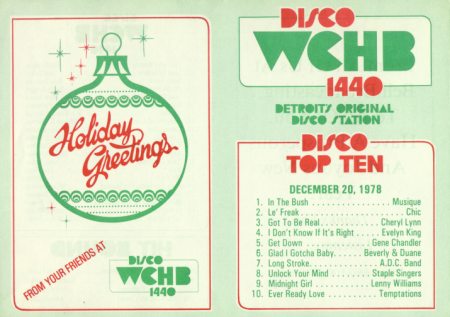 Holiday
Greetings
FROM YOUR FRIENDS AT
DISCO
WCHB
1440
DISCO
WCHB
1440
DETROIT'S ORIGINAL
DISCO STATION
DISCO
TOP TEN
DECEMBER 20, 1978
1. In The Bush . . . . . . . . . . . . . . Musique
2. Le' Freak . . . . . . . . . . . . . . . . . Chic
3. Got To Be Real . . . . . . . . . . Cheryl Lynn
4. I Don't Know If It's Right . . . . . Evelyn King
5. Get Down . . . . . . . . . . . Gene Chandler
6. Glad I Gotcha Baby . . . . . Beverly & Duane
7. Long Stroke . . . . . . . . . . . . A.D.C. Band
8. Unlock Your Mind . . . . . . . Staple Singers
9. Midnight Girl . . . . . . . . . Lenny Williams
10. Ever Ready Love . . . . . . . . . Temptations